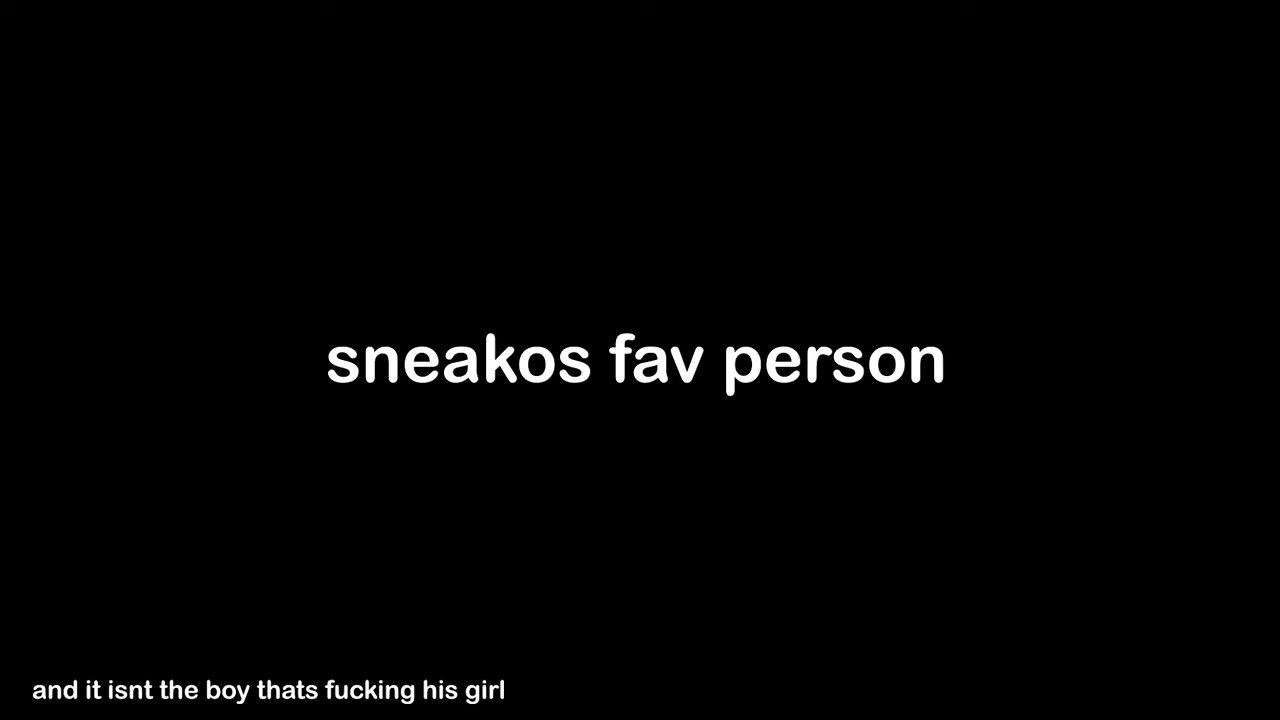 sneakos fav person
and it isnt the boy thats fucking his girl